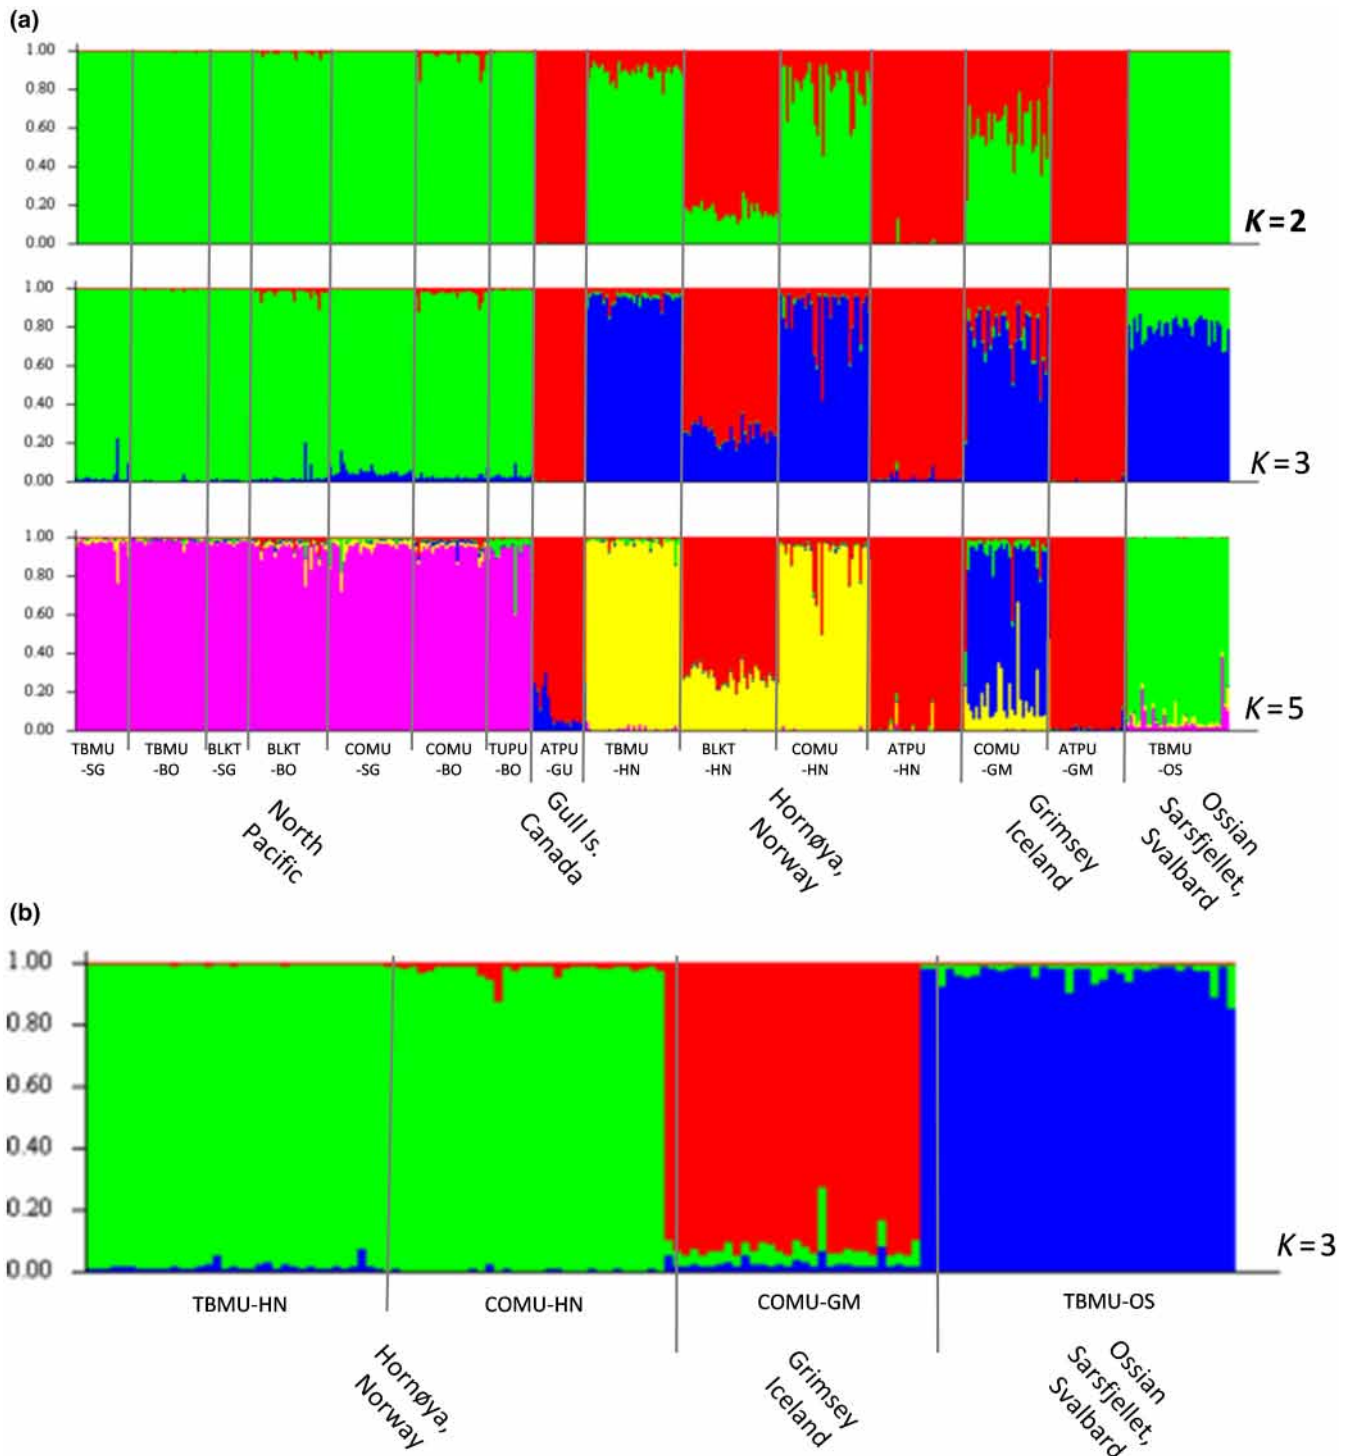 (a)
1.00
0.80
0.60
0.40
0.20
0.00
K=2
1.00
0.80
0.60
0.40
0.20
0.00
K=3
1.00
0.80
0.60
0.40
0.20
0.00
K=5
TBMU TBMU BLKT BLKT COMU COMU TUPU ATPU TBMU BLKT COMU ATPU COMU ATPU TBMU
-SG -BO -SG -BO -SG -BO -BO -GU -HN -HN -HN -HN -GM -GM -OS
North
Pacific
Gull Is.
Canada
Hornøya,
Norway
Grimsey
Iceland
Ossian
Sarsfjellet,
Svalbard
(b)
1.00
0.80
0.60
0.40
0.20
0.00
K=3
TBMU-HN COMU-HN COMU-GM TBMU-OS
Hornøya,
Norway
Grimsey
Iceland
Ossian
Sarsfjellet,
Svalbard